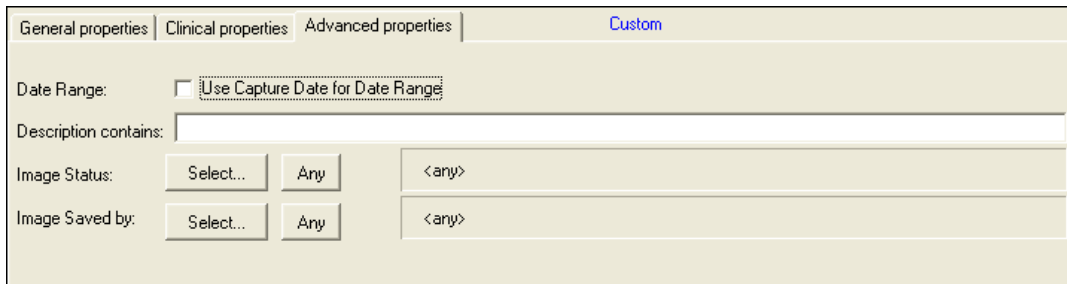 General properties Clinical properties Advanced properties Custom
Date Range: Use Capture Date for Date Range
Description contains:
Image Status: Select... Any <any>
Image Saved by: Select... Any <any>